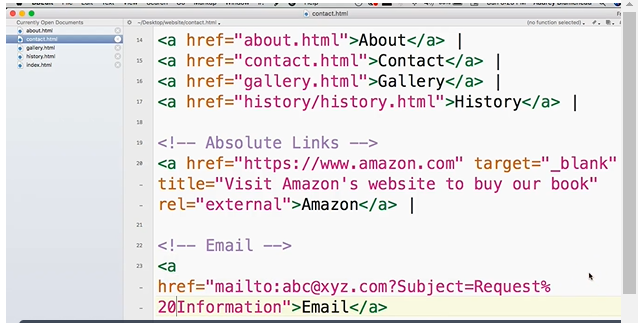 contact.html
Currently Open Documents
~/Desktop/website/contact.html
(no function selected)
about.html
contact.html
gallery.html
history.html
index.html
14 <a href="about.html">About</a> |
15 <a href="contact.html">Contact</a> |
16 <a href="gallery.html">Gallery</a> |
17 <a href="history/history.html">History</a> |
18
19 <!-- Absolute Links -->
20 <a href="https://www.amazon.com" target="_blank"
- title="Visit Amazon's website to buy our book"
- rel="external">Amazon</a> |
21
22 <!-- Email -->
23 <a
- href="mailto:abc@xyz.com?Subject=Request%
- 20Information">Email</a>